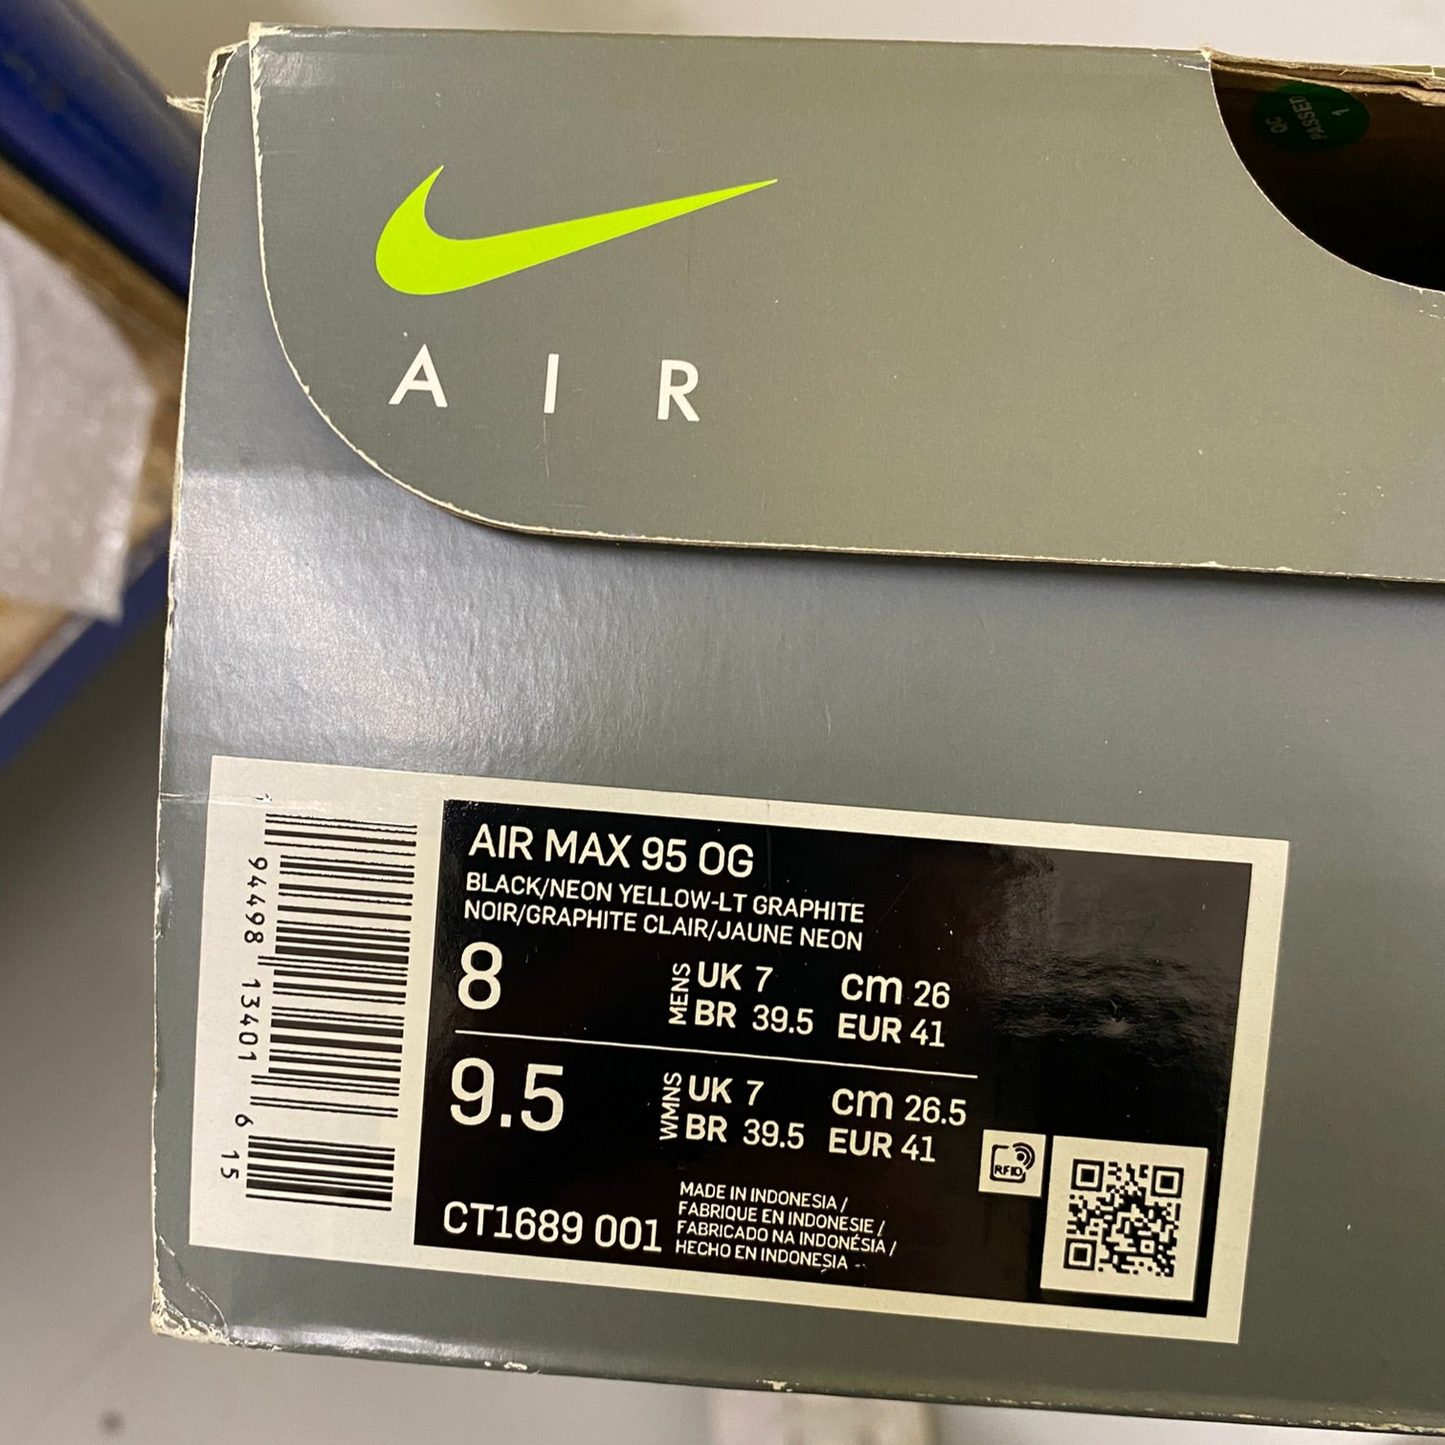 QC
PASSED
1
A I R
1 94498 13401 6 15
AIR MAX 95 OG
BLACK/NEON YELLOW-LT GRAPHITE
NOIR/GRAPHITE CLAIR/JAUNE NEON
8 MENS UK 7 cm 26
BR 39.5 EUR 41
9.5 WMNS UK 7 cm 26.5
BR 39.5 EUR 41
RFID
CT1689 001
MADE IN INDONESIA /
FABRIQUE EN INDONESIE /
FABRICADO NA INDONÉSIA /
HECHO EN INDONESIA